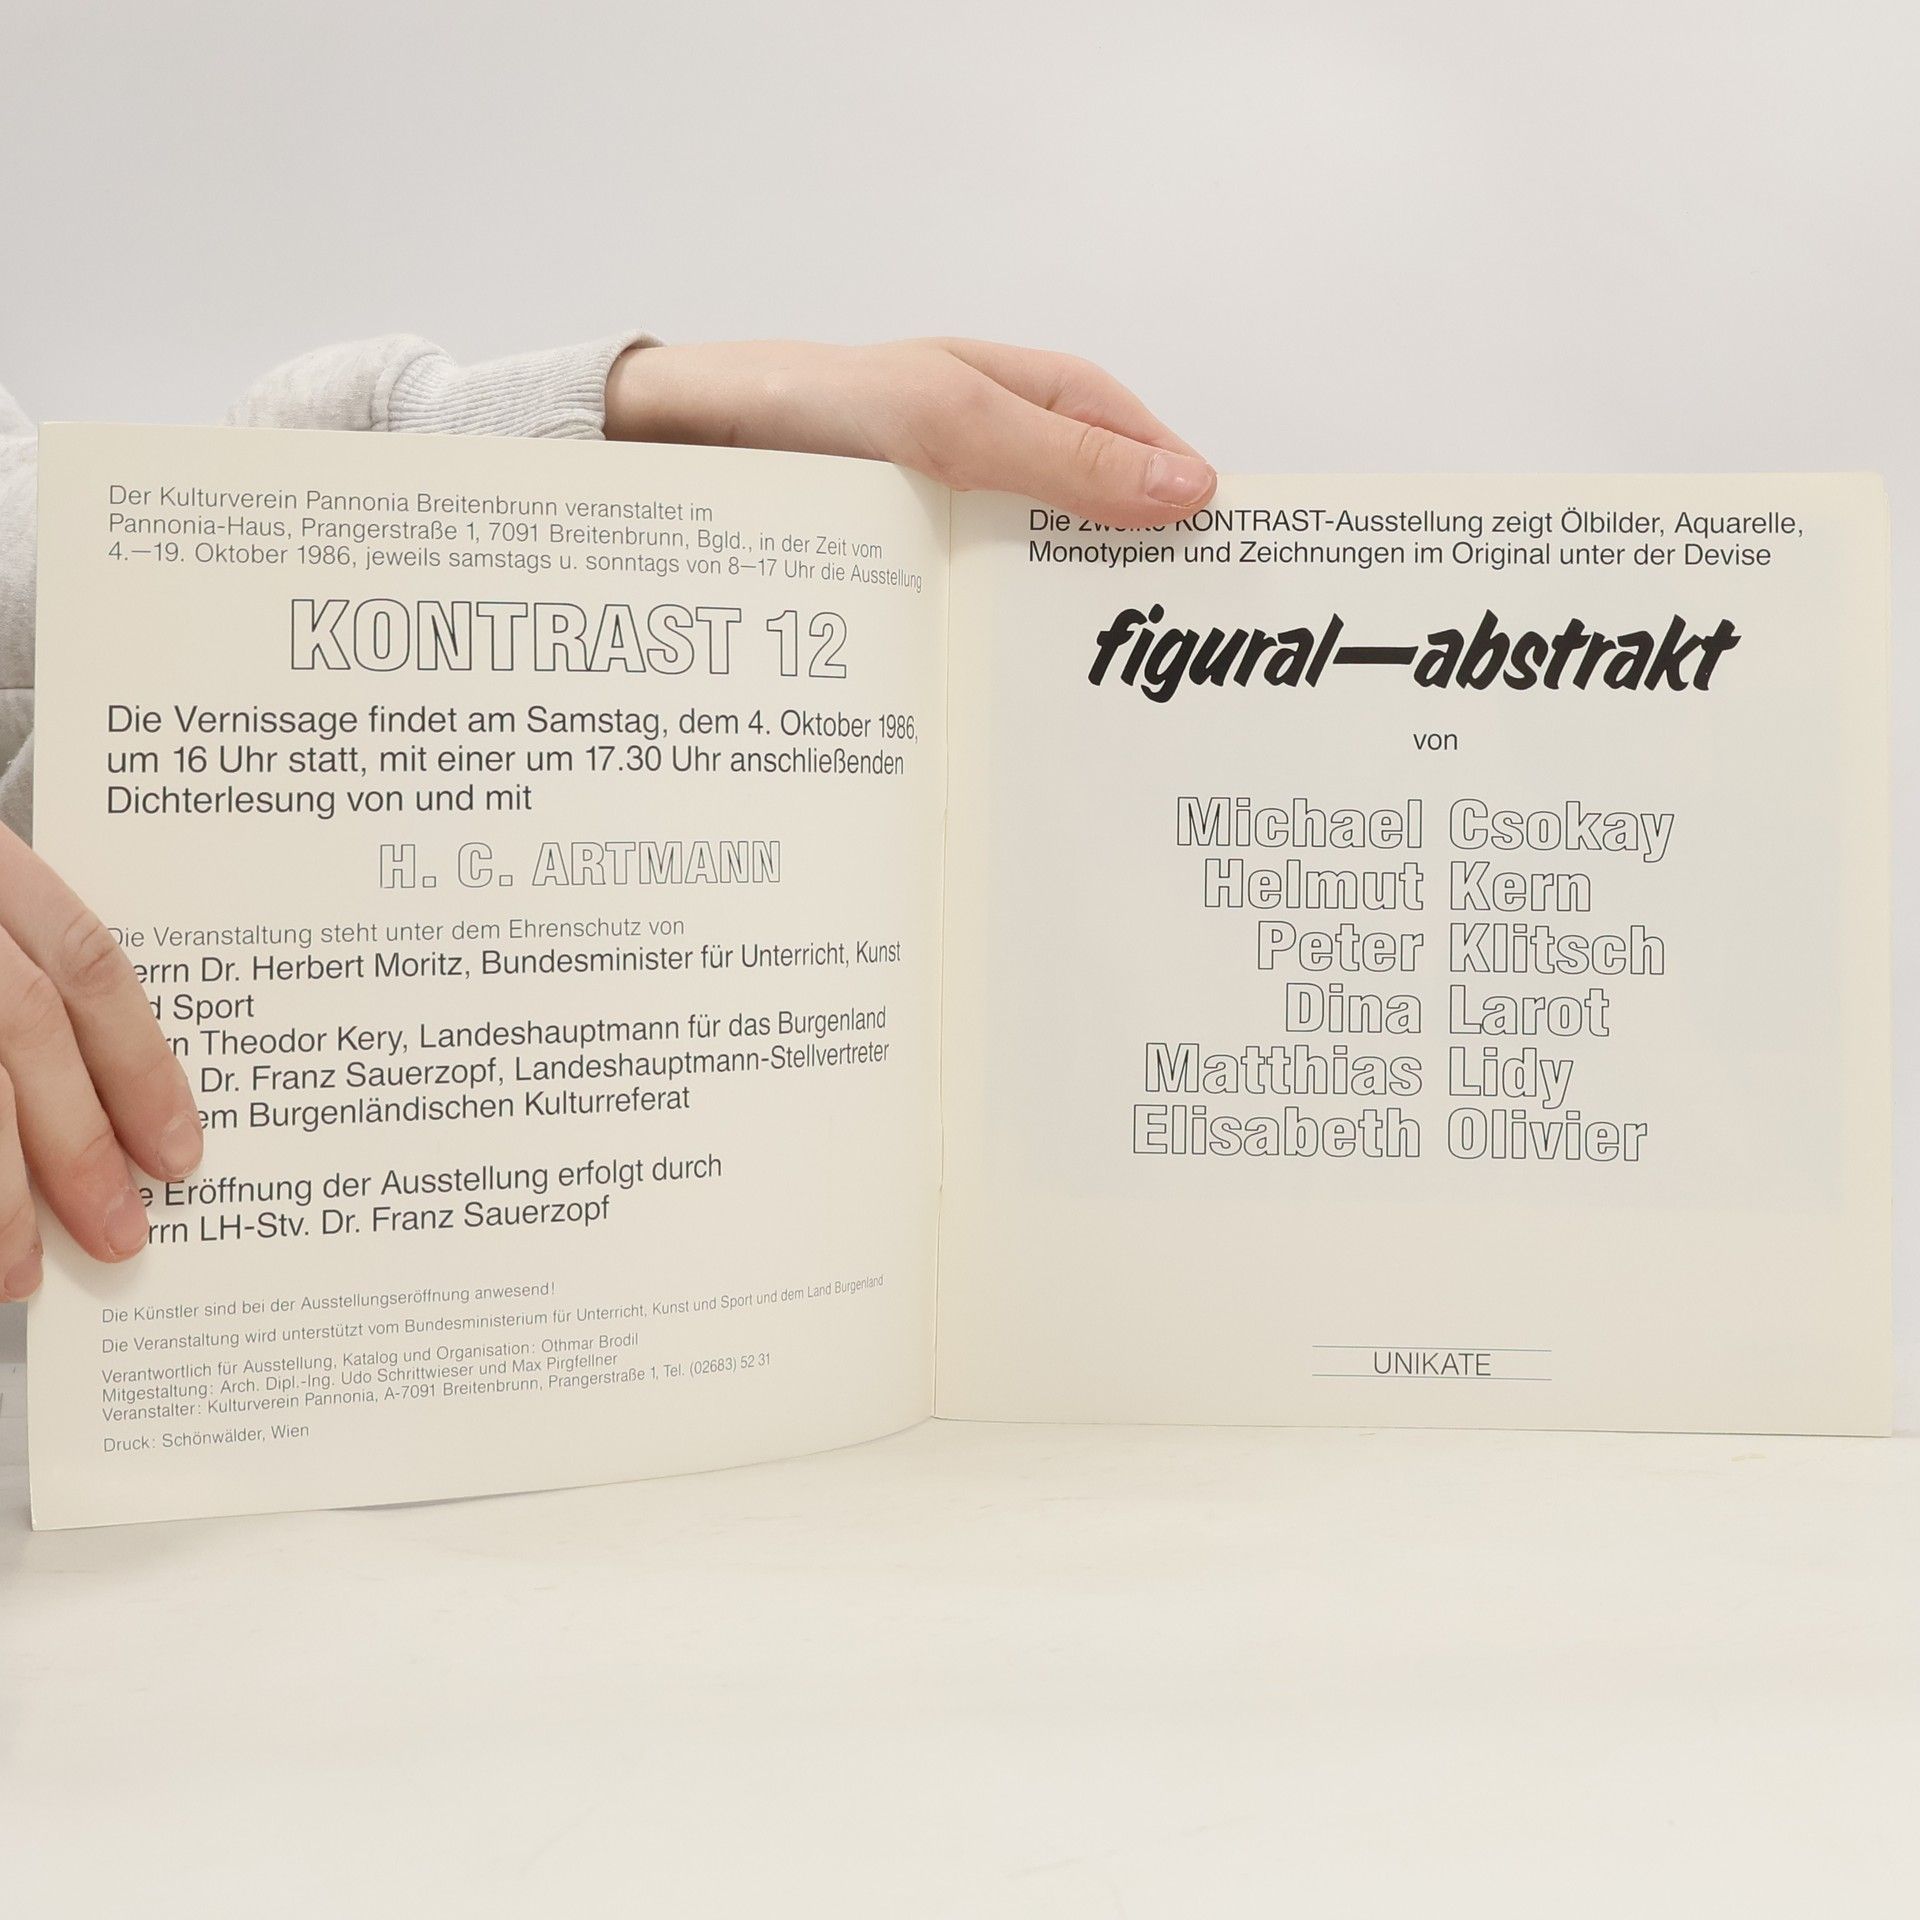 Der Kulturverein Pannonia Breitenbrunn veranstaltet im
Pannonia-Haus, Prangerstraße 1, 7091 Breitenbrunn, Bgld., in der Zeit vom
4.—19. Oktober 1986, jeweils samstags u. sonntags von 8—17 Uhr die Ausstellung
KONTRAST 12
Die Vernissage findet am Samstag, dem 4. Oktober 1986,
um 16 Uhr statt, mit einer um 17.30 Uhr anschließenden
Dichterlesung von und mit
H. C. ARTMANN
Die Veranstaltung steht unter dem Ehrenschutz von
errn Dr. Herbert Moritz, Bundesminister für Unterricht, Kunst
d Sport
n Theodor Kery, Landeshauptmann für das Burgenland
Dr. Franz Sauerzopf, Landeshauptmann-Stellvertreter
em Burgenländischen Kulturreferat
e Eröffnung der Ausstellung erfolgt durch
rrn LH-Stv. Dr. Franz Sauerzopf
Die Künstler sind bei der Ausstellungseröffnung anwesend!
Die Veranstaltung wird unterstützt vom Bundesministerium für Unterricht, Kunst und Sport und dem Land Burgenland
Verantwortlich für Ausstellung, Katalog und Organisation: Othmar Brodil
Mitgestaltung: Arch. Dipl.-Ing. Udo Schrittwieser und Max Pirgfellner
Veranstalter: Kulturverein Pannonia, A-7091 Breitenbrunn, Prangerstraße 1, Tel. (02683) 52 31
Druck: Schönwälder, Wien
Die zweite KONTRAST-Ausstellung zeigt Ölbilder, Aquarelle,
Monotypien und Zeichnungen im Original unter der Devise
figural—abstrakt
von
Michael Csokay
Helmut Kern
Peter Klitsch
Dina Larot
Matthias Lidy
Elisabeth Olivier
UNIKATE